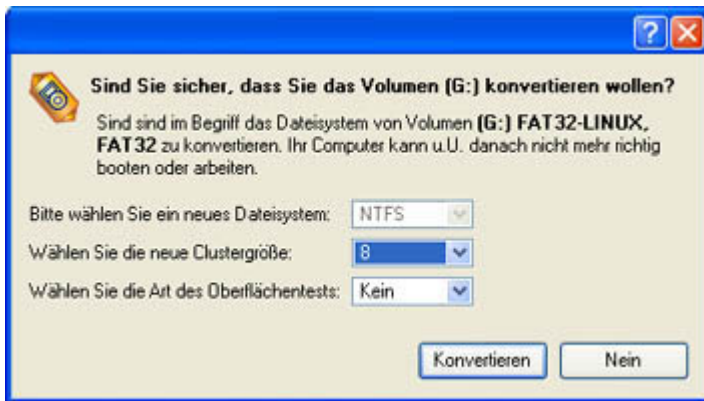 Sind Sie sicher, dass Sie das Volumen (G:) konvertieren wollen?
Sind sind im Begriff das Dateisystem von Volumen (G:) FAT32-LINUX,
FAT32 zu konvertieren. Ihr Computer kann u.U. danach nicht mehr richtig
booten oder arbeiten.
Bitte wählen Sie ein neues Dateisystem: NTFS
Wählen Sie die neue Clustergröße: 8
Wählen Sie die Art des Oberflächentests: Kein
Konvertieren Nein